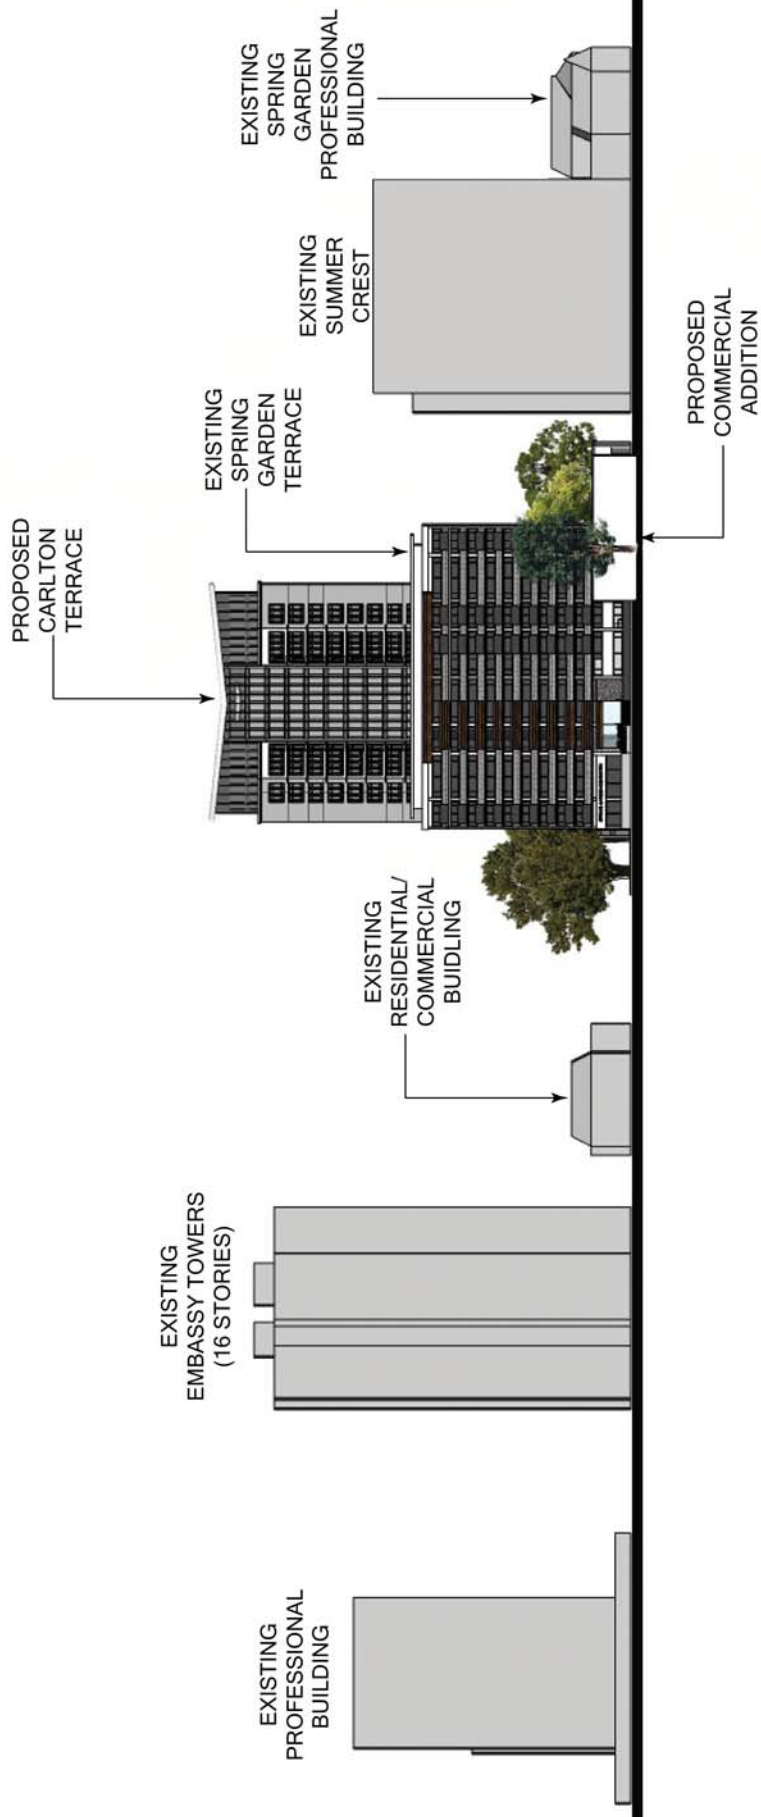 EXISTING
PROFESSIONAL
BUILDING
EXISTING
EMBASSY TOWERS
(16 STORIES)
EXISTING
RESIDENTIAL/
COMMERCIAL
BUIDLING
PROPOSED
CARLTON
TERRACE
EXISTING
SPRING
GARDEN
TERRACE
EXISTING
SUMMER
CREST
EXISTING
SPRING
GARDEN
PROFESSIONAL
BUILDING
PROPOSED
COMMERCIAL
ADDITION